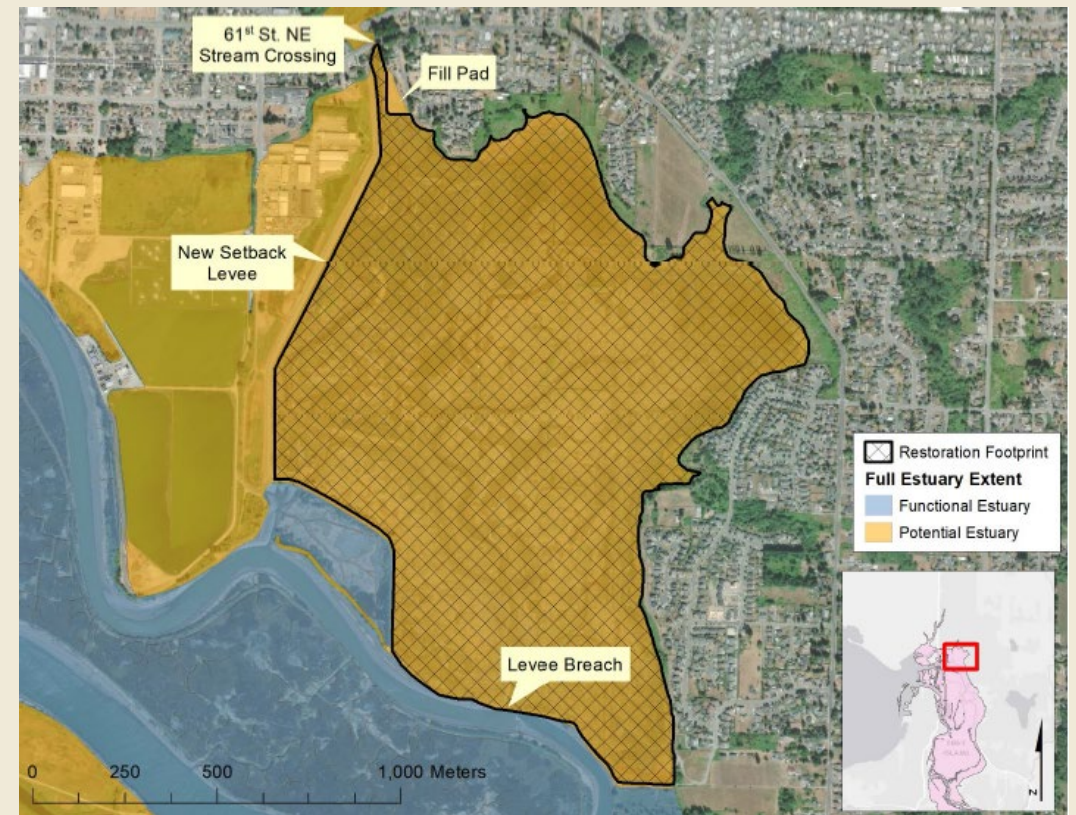 61st St. NE
Stream Crossing
Fill Pad
New Setback
Levee
Restoration Footprint
Full Estuary Extent
Functional Estuary
Potential Estuary
Levee Breach
0 250 500 1,000 Meters
N